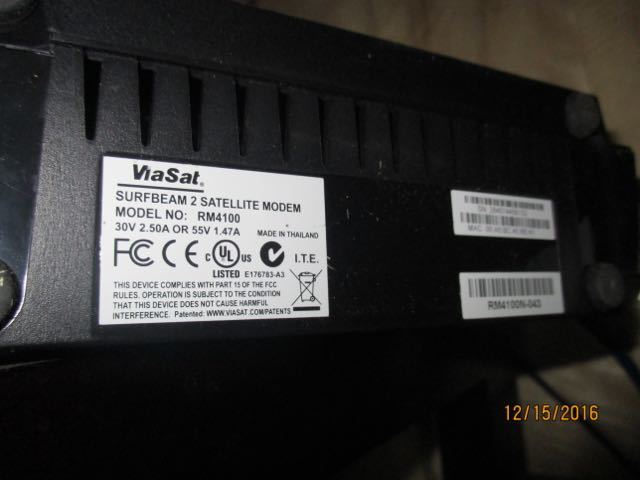 ViaSat®
SURFBEAM 2 SATELLITE MODEM
MODEL NO: RM4100
30V 2.50A OR 55V 1.47A
MADE IN THAILAND
FC CE c UL US I.T.E.
LISTED E176783-A3
THIS DEVICE COMPLIES WITH PART 15 OF THE FCC
RULES. OPERATION IS SUBJECT TO THE CONDITION
THAT THIS DEVICE DOES NOT CAUSE HARMFUL
INTERFERENCE. Patented: WWW.VIASAT.COM/PATENTS
S/N:
MAC:
RM4100N-043
12/15/2016